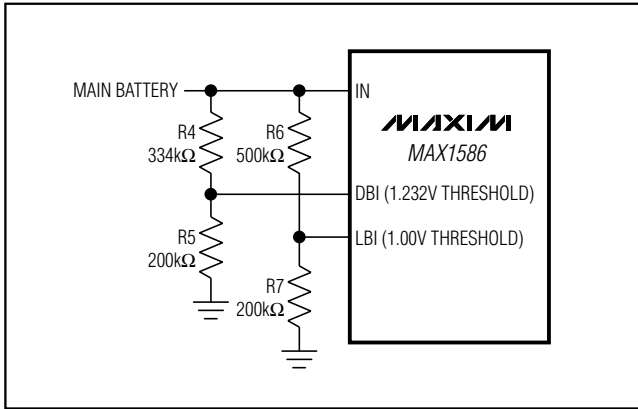 MAIN BATTERY
IN
R4
334kΩ
R6
500kΩ
MAXIM
MAX1586
DBI (1.232V THRESHOLD)
R5
200kΩ
LBI (1.00V THRESHOLD)
R7
200kΩ